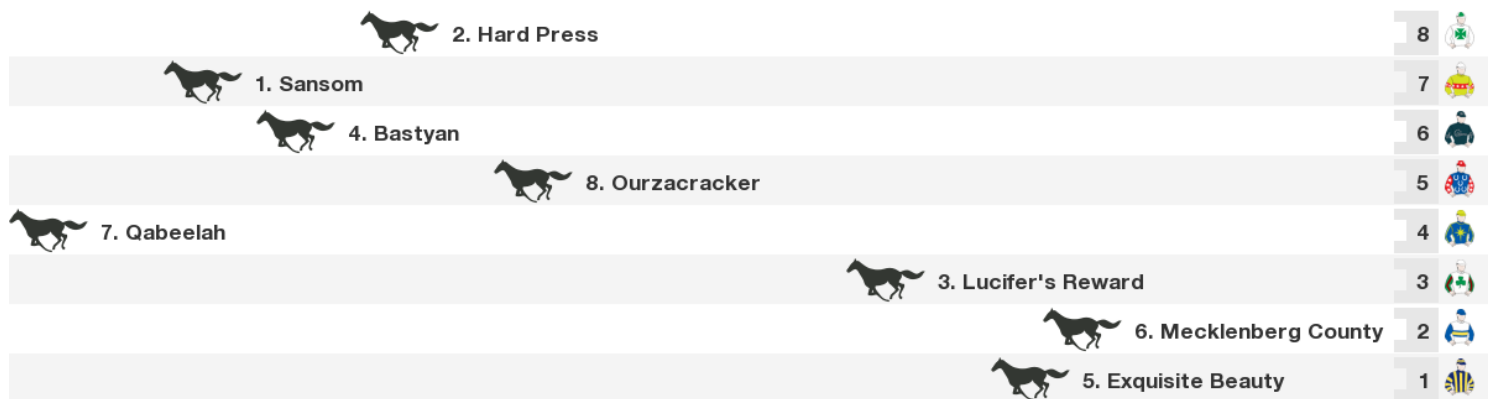 2. Hard Press 8
1. Sansom 7
4. Bastyan 6
8. Ourzacracker 5
7. Qabeelah 4
3. Lucifer's Reward 3
6. Mecklenberg County 2
5. Exquisite Beauty 1